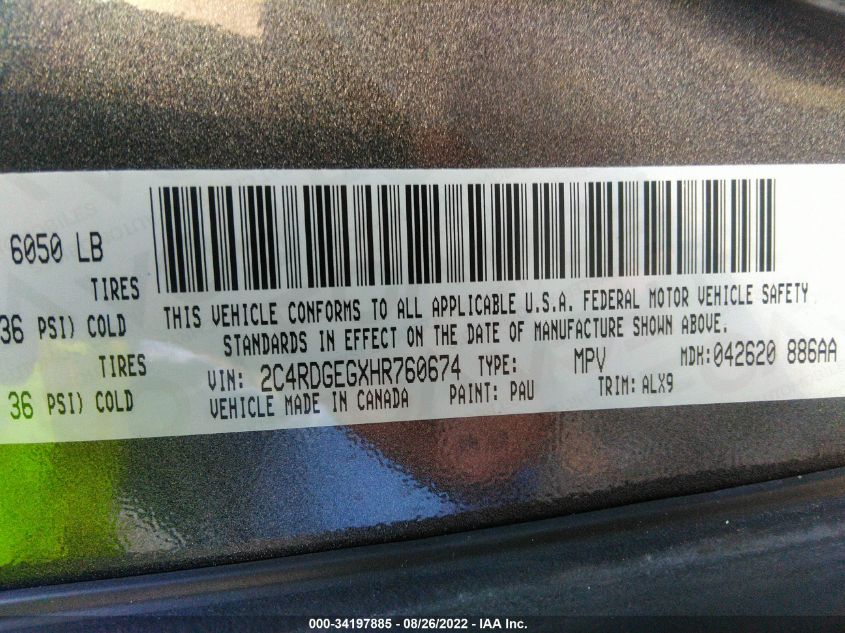 6050 LB
TIRES
36 PSI) COLD
TIRES
36 PSI) COLD
THIS VEHICLE CONFORMS TO ALL APPLICABLE U.S.A. FEDERAL MOTOR VEHICLE SAFETY
STANDARDS IN EFFECT ON THE DATE OF MANUFACTURE SHOWN ABOVE.
VIN: 2C4RDGEGXHR760674 TYPE: MPV MDH:042620 886AA
VEHICLE MADE IN CANADA PAINT: PAU TRIM: ALX9
000-34197885 - 08/26/2022 - IAA Inc.